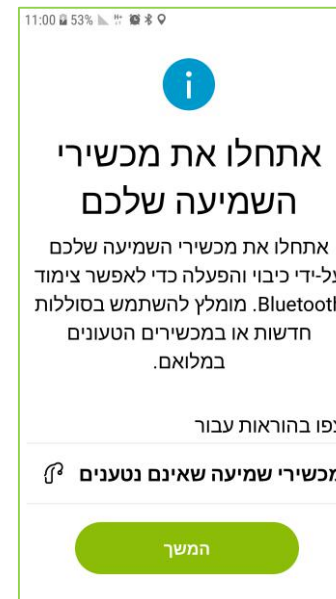 11:00 53%
i
אתחלו את מכשירי
השמיעה שלכם
אתחלו את מכשירי השמיעה שלכם
על-ידי כיבוי והפעלה כדי לאפשר צימוד
Bluetooth. מומלץ להשתמש בסוללות
חדשות או במכשירים הטעונים
במלואם.
צפו בהוראות עבור
מכשירי שמיעה שאינם נטענים
המשך